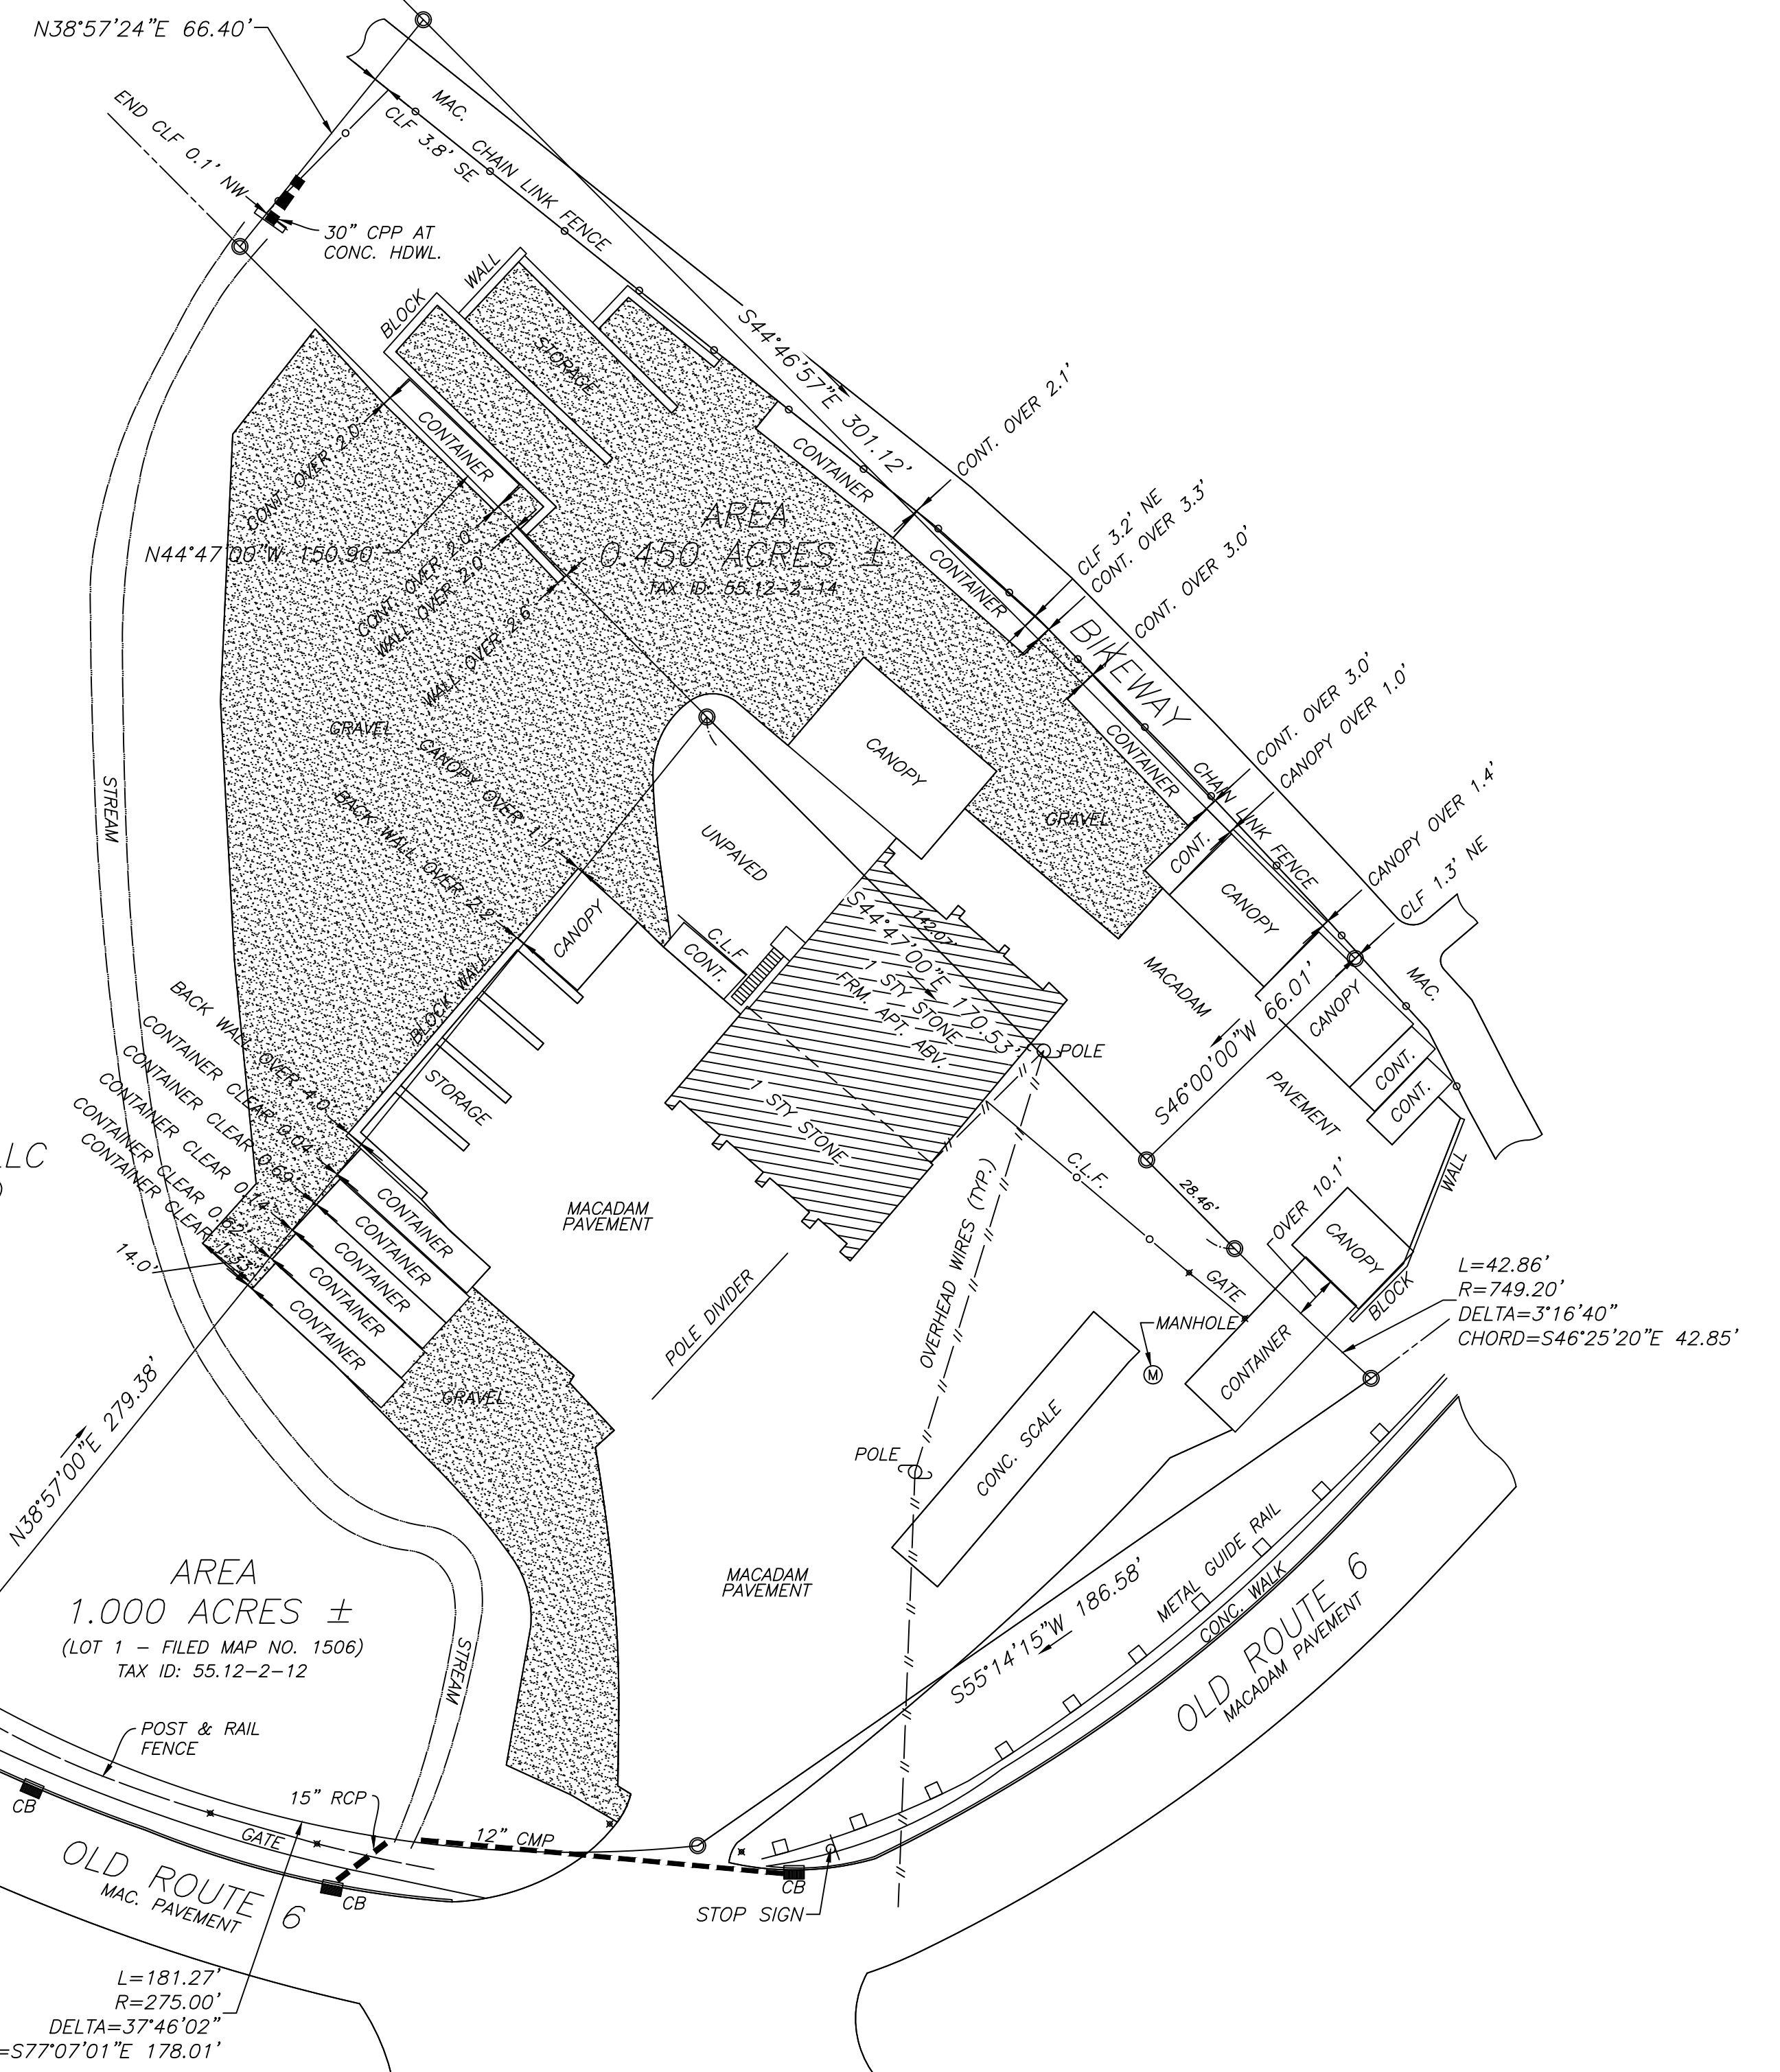 N38°57'24"E 66.40'
END CLF 0.1' NW
MAC.
CLF 3.8' SE
CHAIN LINK FENCE
30" CPP AT
CONC. HDWL.
WALL
BLOCK
STORAGE
S44°46'57"E 301.12'
CONTAINER
CONT. OVER 2.0'
N44°47'00"W 150.90'
CONT. OVER 2.0'
WALL OVER 2.0'
WALL OVER 2.6'
CONTAINER
CONT. OVER 2.1'
AREA
0.450 ACRES ±
TAX ID: 55.12-2-14
CONTAINER
CLF 3.2' NE
CONT. OVER 3.3'
CONT. OVER 3.0'
BIKEWAY
CONTAINER
CHAIN LINK FENCE
CONT. OVER 3.0'
CANOPY OVER 1.0'
CANOPY OVER 1.4'
CLF 1.3' NE
STREAM
GRAVEL
CANOPY OVER 1.1'
BACK WALL OVER 2.2'
UNPAVED
CANOPY
GRAVEL
CONT.
CANOPY
MACADAM
PAVEMENT
CANOPY
MAC.
CONT.
CONT.
S46°00'00"W 66.01'
CANOPY
C.L.F
CONT.
BLOCK WALL
STORAGE
S44°47'00"E 170.53'
142.07'
1 STY STONE
FRM. APT. ABV.
1 STY STONE
POLE
BACK WALL OVER 4.0'
CONTAINER CLEAR 0.04'
CONTAINER CLEAR 0.69'
CONTAINER CLEAR 0.14'
CONTAINER CLEAR 0.62'
CONTAINER CLEAR 1.33'
14.0'
LLC
CONTAINER
CONTAINER
CONTAINER
CONTAINER
CONTAINER
MACADAM
PAVEMENT
POLE DIVIDER
OVERHEAD WIRES (TYP.)
C.L.F.
28.46'
OVER 10.1'
GATE
CANOPY
WALL
BLOCK
L=42.86'
R=749.20'
DELTA=3°16'40"
CHORD=S46°25'20"E 42.85'
MANHOLE
M
CONTAINER
CONC. SCALE
POLE
GRAVEL
N38°57'00"E 279.38'
AREA
1.000 ACRES ±
(LOT 1 - FILED MAP NO. 1506)
TAX ID: 55.12-2-12
STREAM
MACADAM
PAVEMENT
S55°14'15"W 186.58'
METAL GUIDE RAIL
CONC. WALK
OLD ROUTE 6
MACADAM PAVEMENT
POST & RAIL
FENCE
CB
15" RCP
GATE
12" CMP
CB
CB
STOP SIGN
OLD ROUTE 6
MAC. PAVEMENT
L=181.27'
R=275.00'
DELTA=37°46'02"
=S77°07'01"E 178.01'